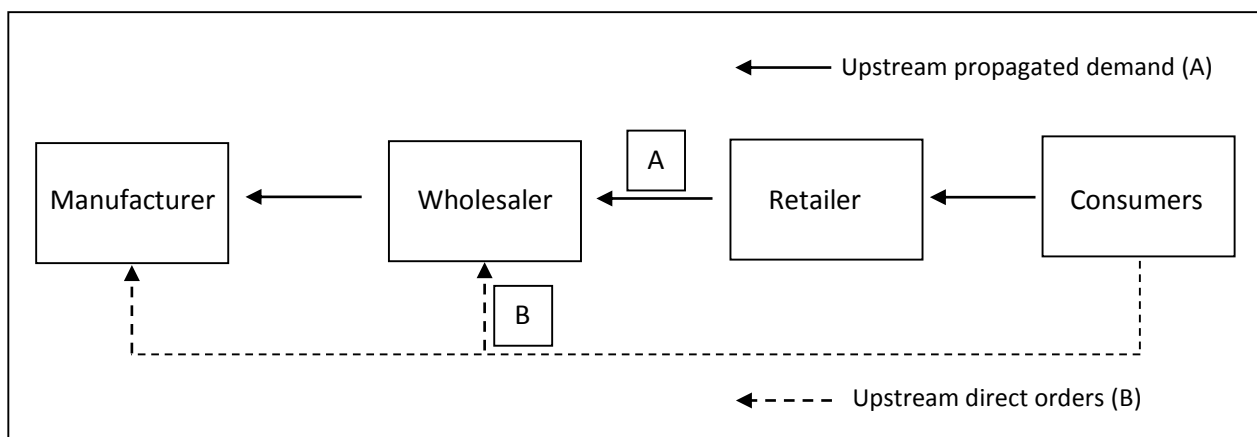 Upstream propagated demand (A)
A
Manufacturer
Wholesaler
Retailer
Consumers
B
Upstream direct orders (B)